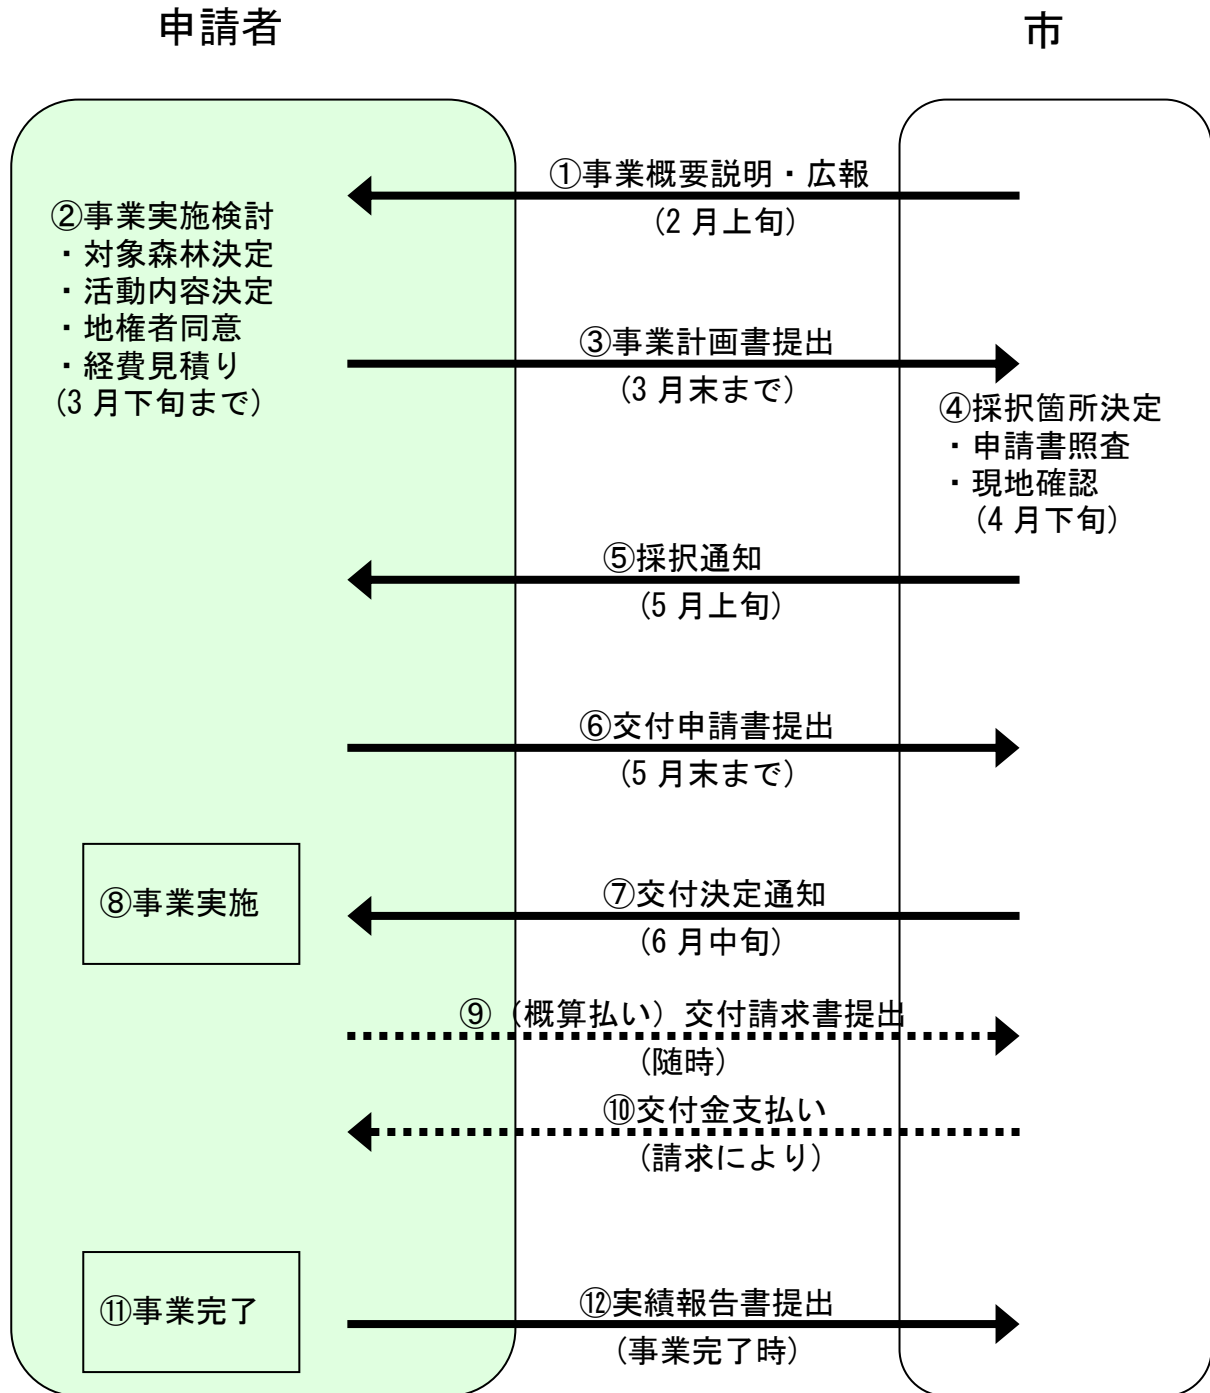 申請者
市
①事業概要説明・広報
(2月上旬)
②事業実施検討
・対象森林決定
・活動内容決定
・地権者同意
・経費見積り
(3月下旬まで)
③事業計画書提出
(3月末まで)
④採択箇所決定
・申請書照査
・現地確認
(4月下旬)
⑤採択通知
(5月上旬)
⑥交付申請書提出
(5月末まで)
⑦交付決定通知
(6月中旬)
⑧事業実施
⑨（概算払い）交付請求書提出
(随時)
⑩交付金支払い
(請求により)
⑪事業完了
⑫実績報告書提出
(事業完了時)